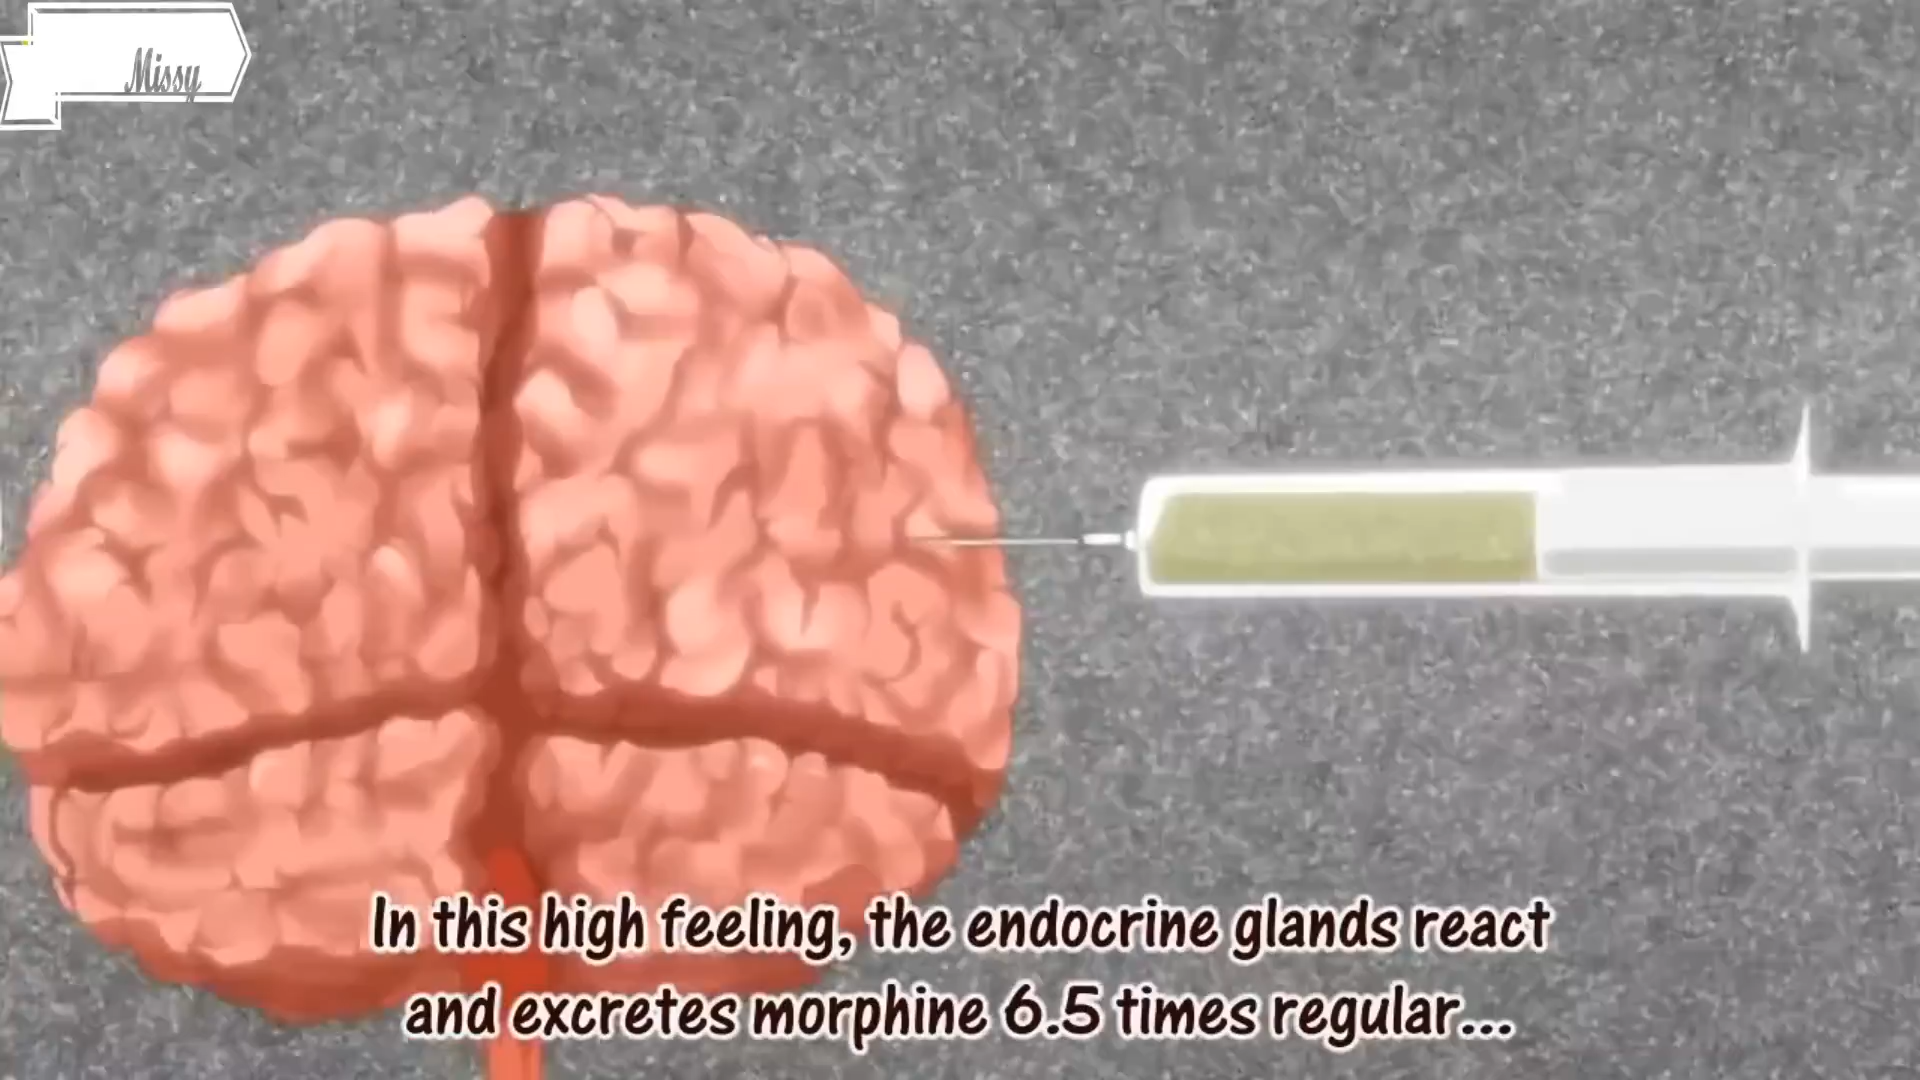 Missy
In this high feeling, the endocrine glands react
and excretes morphine 6.5 times regular...